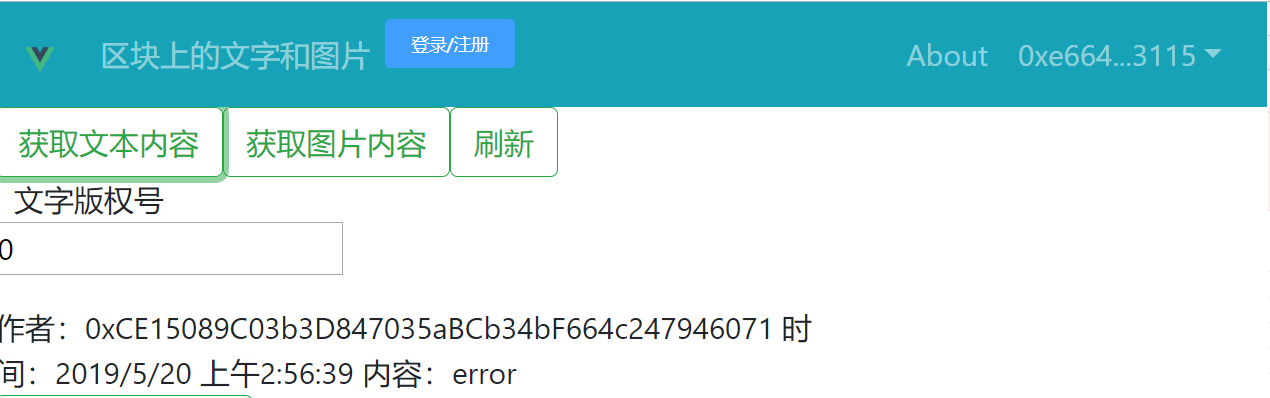 区块上的文字和图片 登录/注册 About 0xe664...3115
获取文本内容 获取图片内容 刷新
文字版权号
0
作者：0xCE15089C03b3D847035aBCb34bF664c247946071 时
间：2019/5/20 上午2:56:39 内容：error